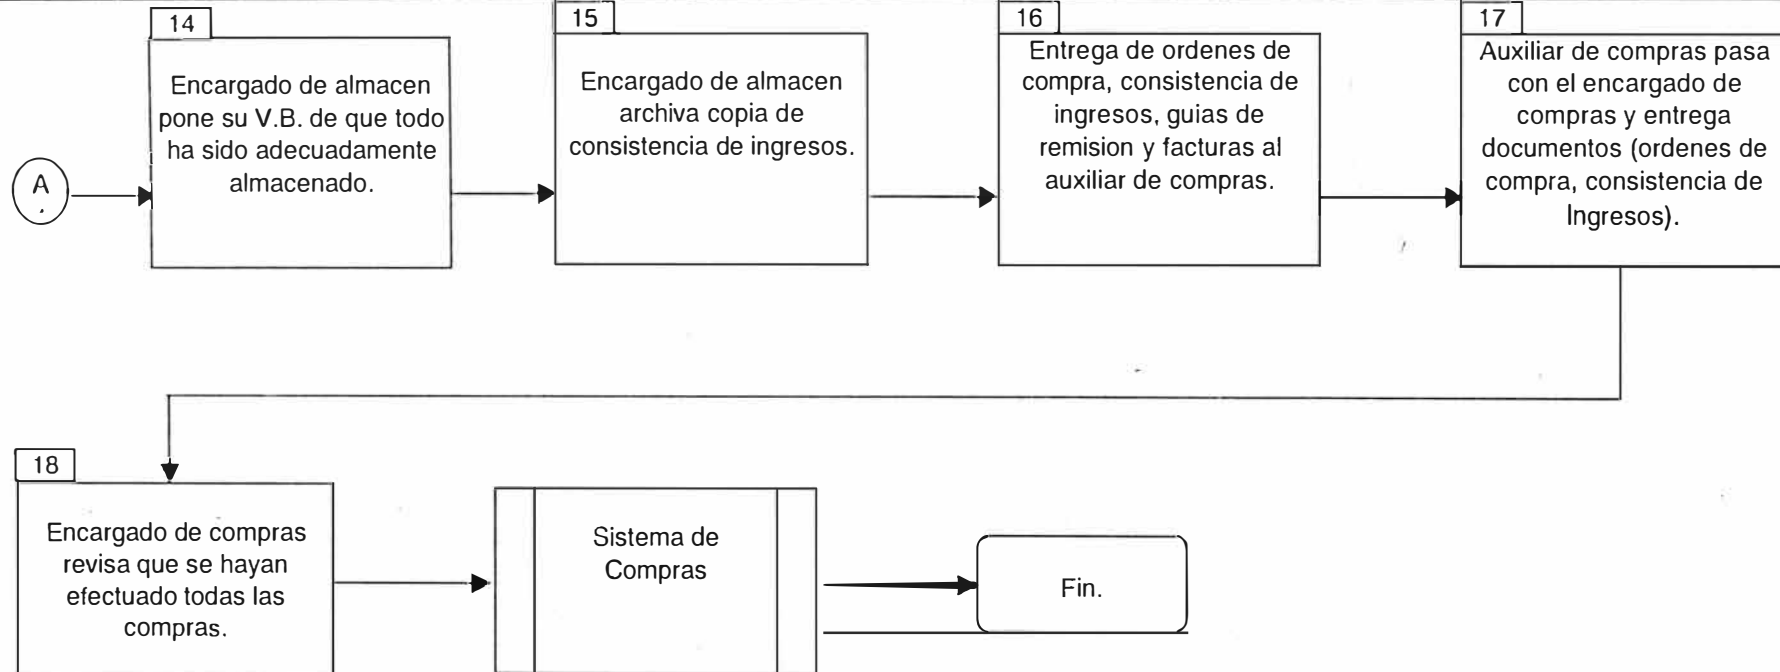 14
Encargado de almacen
pone su V.B. de que todo
ha sido adecuadamente
almacenado.
15
Encargado de almacen
archiva copia de
consistencia de ingresos.
16
Entrega de ordenes de
compra, consistencia de
ingresos, guias de
remision y facturas al
auxiliar de compras.
17
Auxiliar de compras pasa
con el encargado de
compras y entrega
documentos (ordenes de
compra, consistencia de
Ingresos).
A
18
Encargado de compras
revisa que se hayan
efectuado todas las
compras.
Sistema de
Compras
Fin.